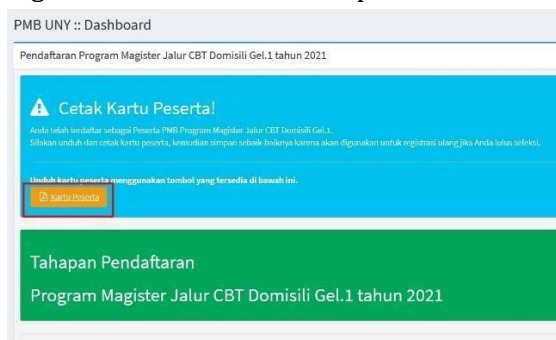 PMB UNY :: Dashboard
Pendaftaran Program Magister Jalur CBT Domisili Gel.1 tahun 2021
Cetak Kartu Peserta!
Anda telah terdaftar sebagai Peserta PMB Program Magister Jalur CBT Domisili Gel.1.
Silakan unduh dan cetak kartu peserta, kemudian simpan sebaik-baiknya karena akan digunakan untuk registrasi ulang jika Anda lulus seleksi.
Unduh kartu peserta menggunakan tombol yang tersedia di bawah ini.
Kartu Peserta
Tahapan Pendaftaran
Program Magister Jalur CBT Domisili Gel.1 tahun 2021